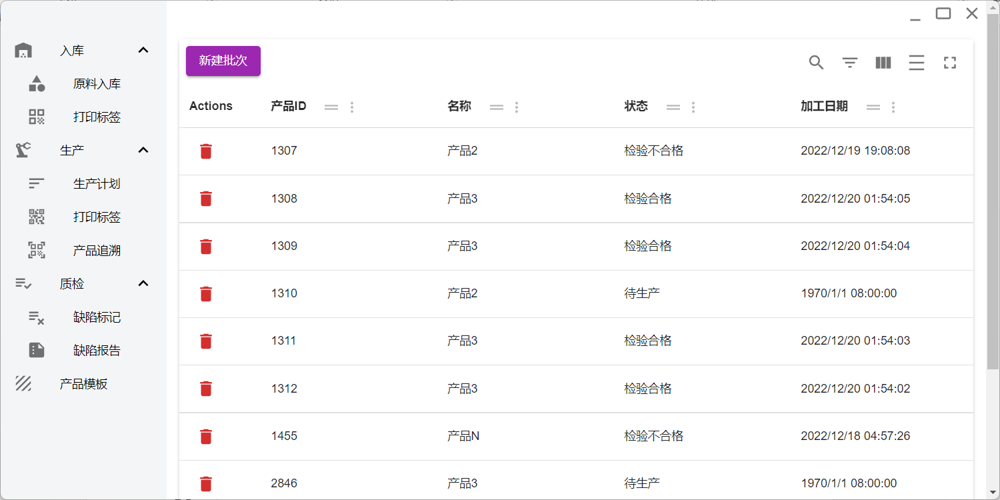 入库
原料入库
打印标签
生产
生产计划
打印标签
产品追溯
质检
缺陷标记
缺陷报告
产品模板
新建批次
Actions 产品ID 名称 状态 加工日期
1307 产品2 检验不合格 2022/12/19 19:08:08
1308 产品3 检验合格 2022/12/20 01:54:05
1309 产品3 检验合格 2022/12/20 01:54:04
1310 产品2 待生产 1970/1/1 08:00:00
1311 产品3 检验合格 2022/12/20 01:54:03
1312 产品3 检验合格 2022/12/20 01:54:02
1455 产品N 检验不合格 2022/12/18 04:57:26
2846 产品3 待生产 1970/1/1 08:00:00